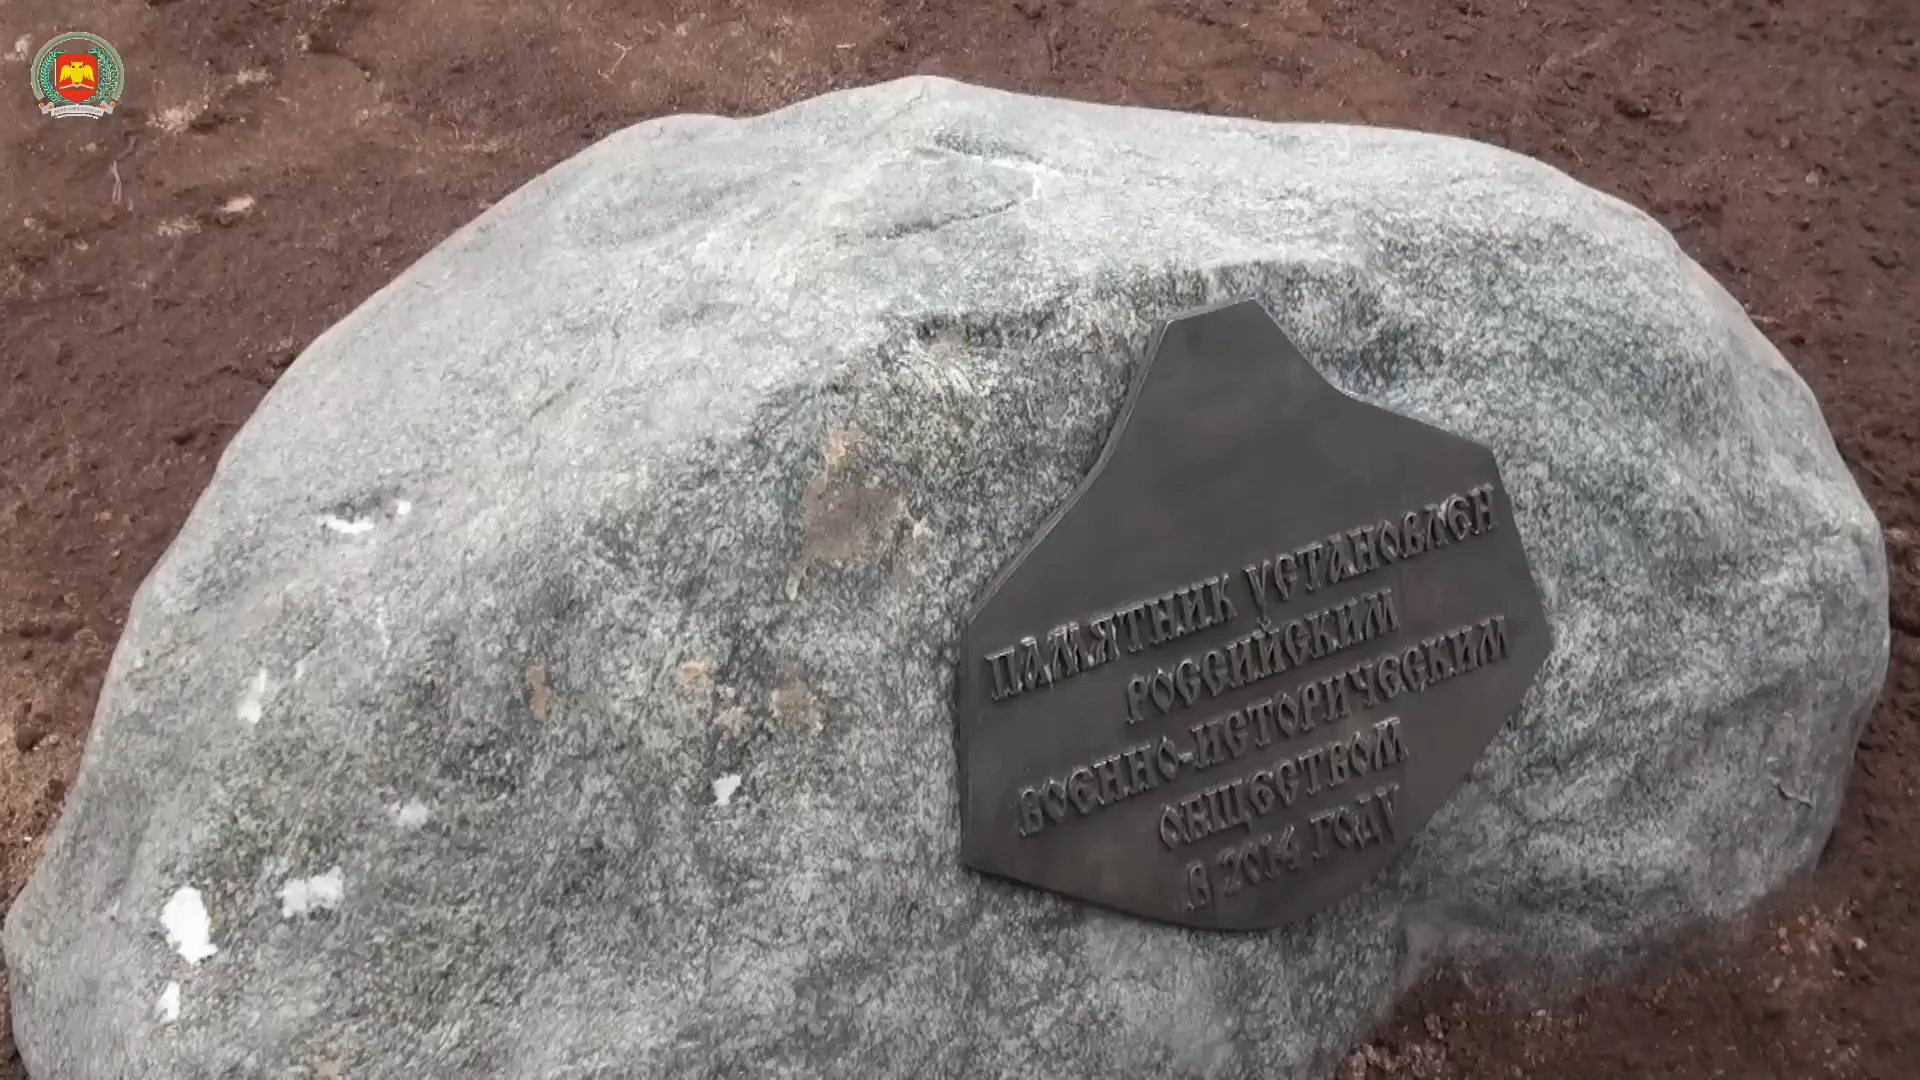 ПАМЯТНИК УСТАНОВЛЕН
РОССИЙСКИМ
ВОЕННО-ИСТОРИЧЕСКИМ
ОБЩЕСТВОМ
В 2014 ГОДУ